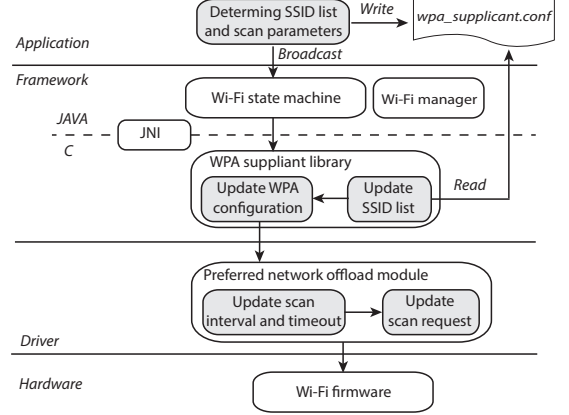 Determing SSID list
and scan parameters
Write
wpa_supplicant.conf
Application
Broadcast
Framework
Wi-Fi state machine
Wi-Fi manager
JAVA
JNI
C
WPA suppliant library
Update WPA
configuration
Update
SSID list
Read
Preferred network offload module
Update scan
interval and timeout
Update
scan request
Driver
Hardware
Wi-Fi firmware